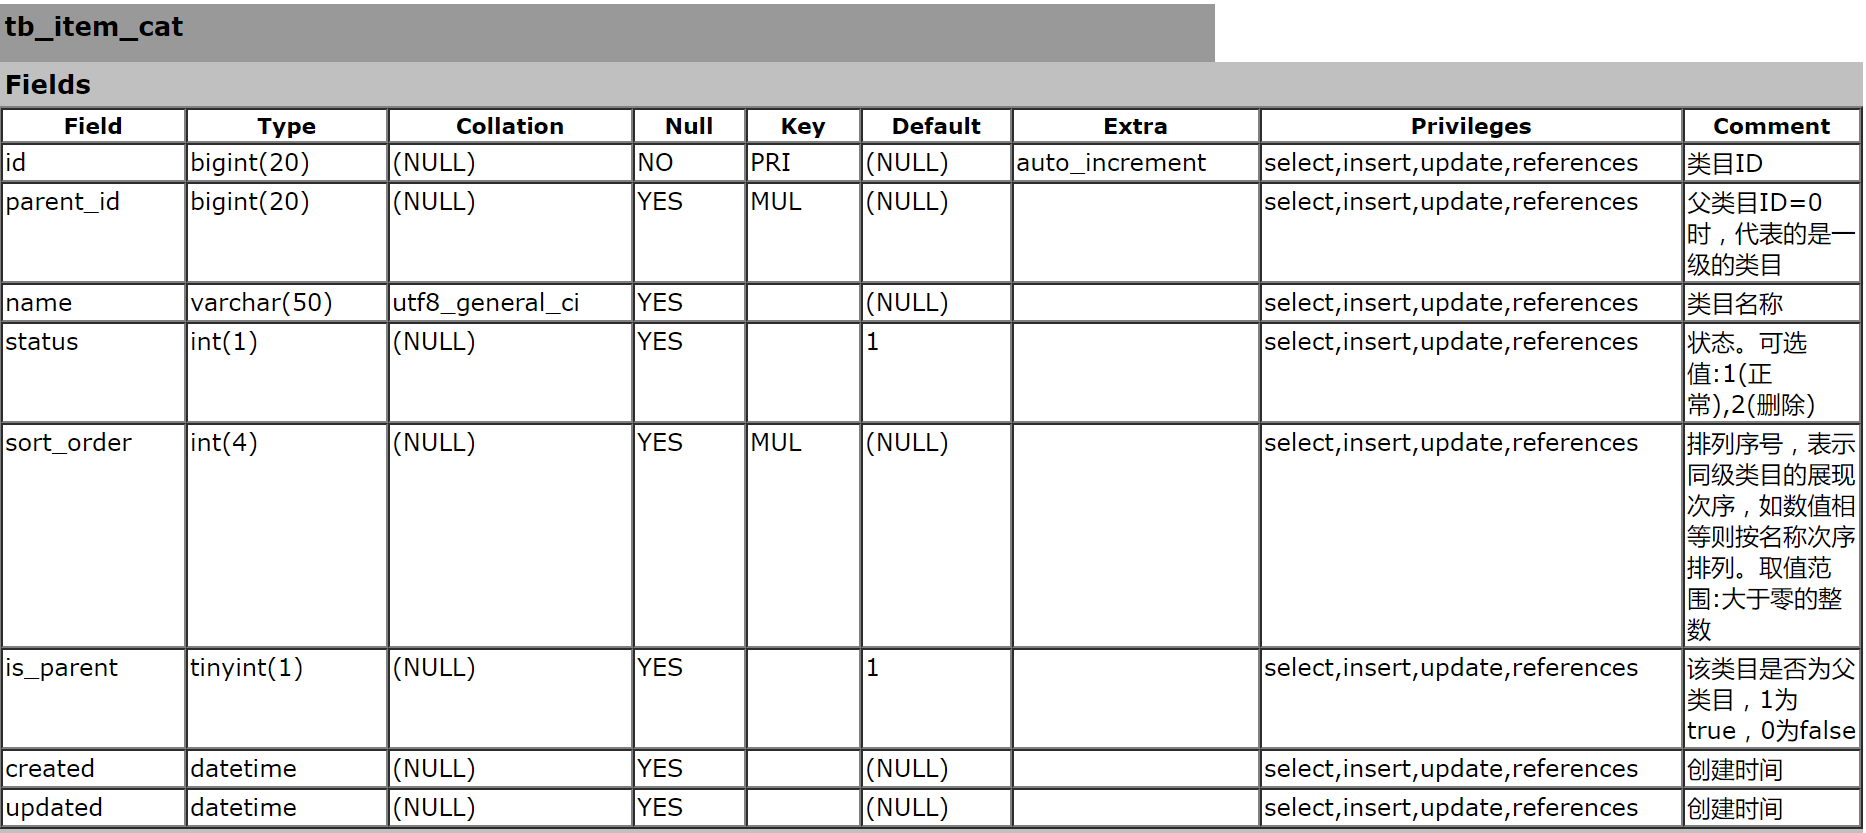 tb_item_cat
Fields
Field Type Collation Null Key Default Extra Privileges Comment
id bigint(20) (NULL) NO PRI (NULL) auto_increment select,insert,update,references 类目ID
parent_id bigint(20) (NULL) YES MUL (NULL) select,insert,update,references 父类目ID=0
时，代表的是一
级的类目
name varchar(50) utf8_general_ci YES (NULL) select,insert,update,references 类目名称
status int(1) (NULL) YES 1 select,insert,update,references 状态。可选
值:1(正
常),2(删除)
sort_order int(4) (NULL) YES MUL (NULL) select,insert,update,references 排列序号，表示
同级类目的展现
次序，如数值相
等则按名称次序
排列。取值范
围:大于零的整
数
is_parent tinyint(1) (NULL) YES 1 select,insert,update,references 该类目是否为父
类目，1为
true，0为false
created datetime (NULL) YES (NULL) select,insert,update,references 创建时间
updated datetime (NULL) YES (NULL) select,insert,update,references 创建时间